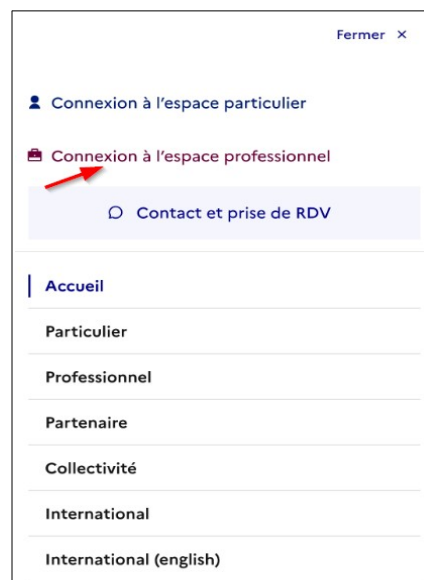 Fermer ×
Connexion à l'espace particulier
Connexion à l'espace professionnel
Contact et prise de RDV
Accueil
Particulier
Professionnel
Partenaire
Collectivité
International
International (english)